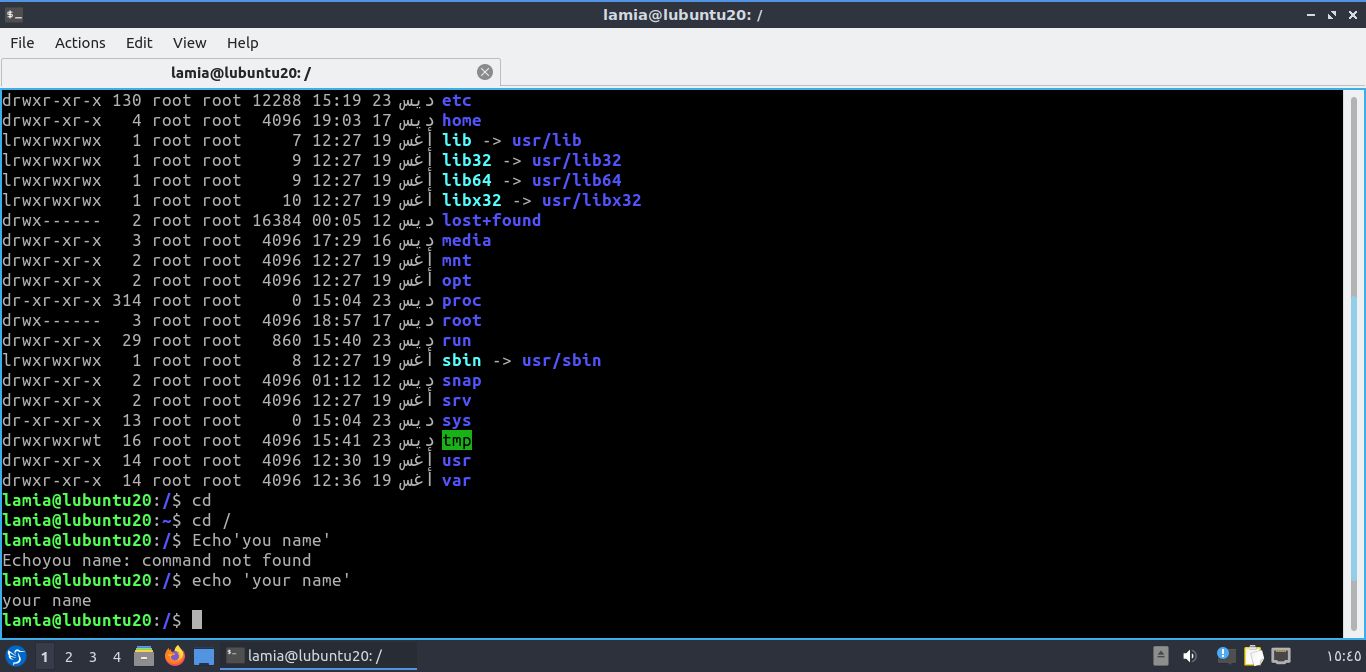 lamia@lubuntu20: /
File Actions Edit View Help
lamia@lubuntu20: /
drwxr-xr-x 130 root root 12288 15:19 23 ديس etc
drwxr-xr-x   4 root root  4096 19:03 17 ديس home
lrwxrwxrwx   1 root root     7 12:27 19 أغس lib -> usr/lib
lrwxrwxrwx   1 root root     9 12:27 19 أغس lib32 -> usr/lib32
lrwxrwxrwx   1 root root     9 12:27 19 أغس lib64 -> usr/lib64
lrwxrwxrwx   1 root root    10 12:27 19 أغس libx32 -> usr/libx32
drwx------   2 root root 16384 00:05 12 ديس lost+found
drwxr-xr-x   3 root root  4096 17:29 16 ديس media
drwxr-xr-x   2 root root  4096 12:27 19 أغس mnt
drwxr-xr-x   2 root root  4096 12:27 19 أغس opt
dr-xr-xr-x 314 root root     0 15:04 23 ديس proc
drwx------   3 root root  4096 18:57 17 ديس root
drwxr-xr-x  29 root root   860 15:40 23 ديس run
lrwxrwxrwx   1 root root     8 12:27 19 أغس sbin -> usr/sbin
drwxr-xr-x   2 root root  4096 01:12 12 ديس snap
drwxr-xr-x   2 root root  4096 12:27 19 أغس srv
dr-xr-xr-x  13 root root     0 15:04 23 ديس sys
drwxrwxrwt  16 root root  4096 15:41 23 ديس tmp
drwxr-xr-x  14 root root  4096 12:30 19 أغس usr
drwxr-xr-x  14 root root  4096 12:36 19 أغس var
lamia@lubuntu20:/$ cd
lamia@lubuntu20:~$ cd /
lamia@lubuntu20:/$ Echo'you name'
Echoyou name: command not found
lamia@lubuntu20:/$ echo 'your name'
your name
lamia@lubuntu20:/$
1 2 3 4 lamia@lubuntu20: / ١٥:٤٥